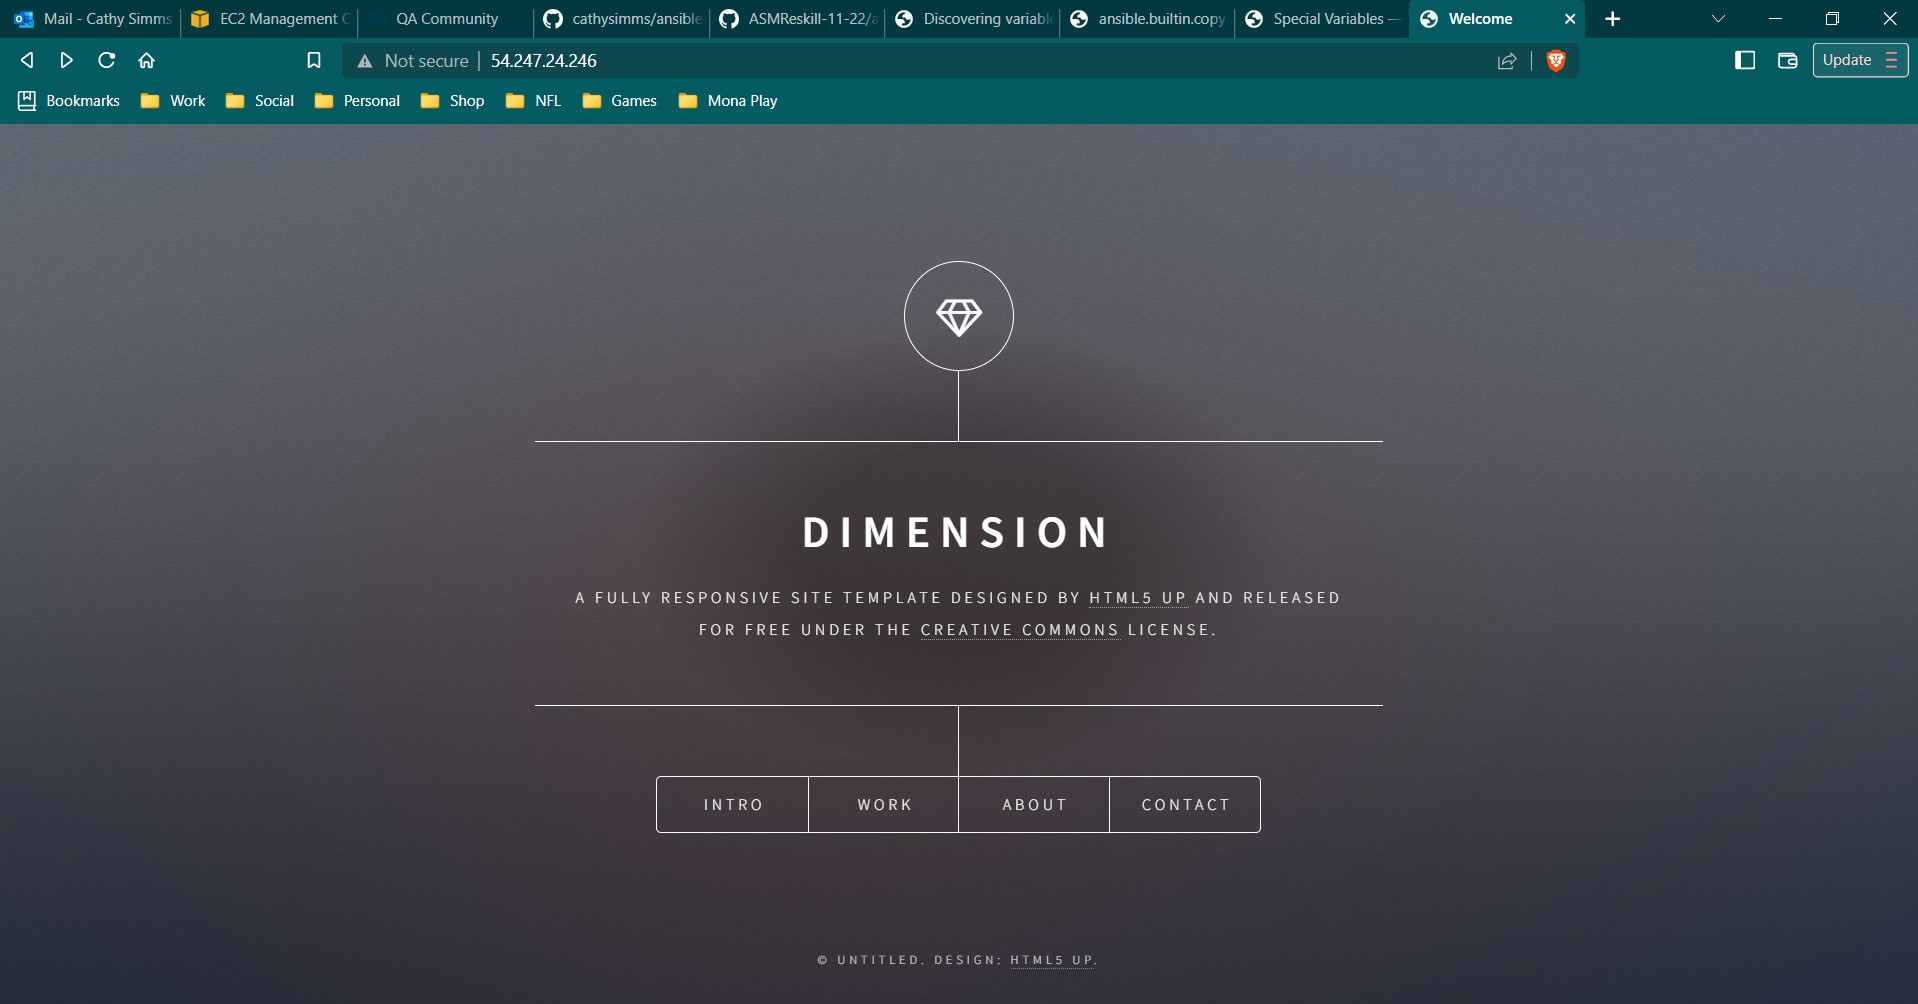 Mail - Cathy Simms
EC2 Management C
QA Community
cathysimms/ansible
ASMReskill-11-22/a
Discovering variable
ansible.builtin.copy
Special Variables —
Welcome
Not secure
54.247.24.246
Update
Bookmarks
Work
Social
Personal
Shop
NFL
Games
Mona Play
DIMENSION
A FULLY RESPONSIVE SITE TEMPLATE DESIGNED BY HTML5 UP AND RELEASED
FOR FREE UNDER THE CREATIVE COMMONS LICENSE.
INTRO
WORK
ABOUT
CONTACT
© UNTITLED. DESIGN: HTML5 UP.